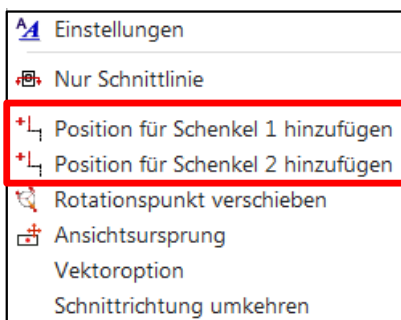 Einstellungen
Nur Schnittlinie
Position für Schenkel 1 hinzufügen
Position für Schenkel 2 hinzufügen
Rotationspunkt verschieben
Ansichtsursprung
Vektoroption
Schnittrichtung umkehren